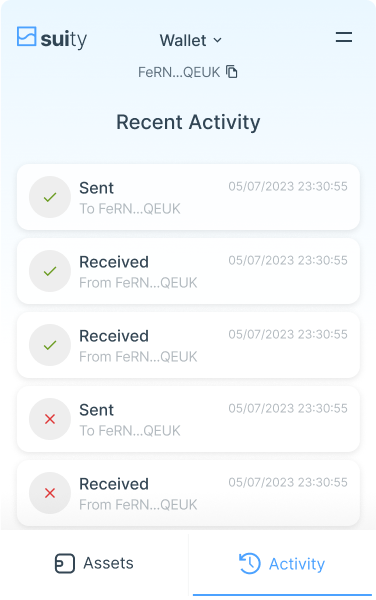 suity
Wallet
FeRN...QEUK
Recent Activity
Sent 05/07/2023 23:30:55
To FeRN...QEUK
Received 05/07/2023 23:30:55
From FeRN...QEUK
Received 05/07/2023 23:30:55
From FeRN...QEUK
Sent 05/07/2023 23:30:55
To FeRN...QEUK
Received 05/07/2023 23:30:55
From FeRN...QEUK
Assets Activity